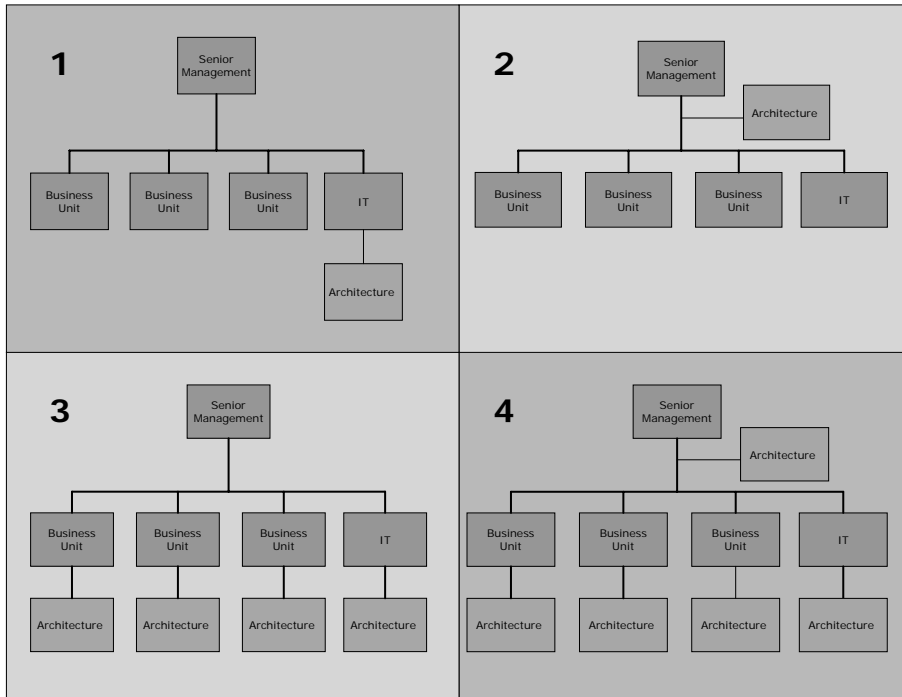 1
Senior
Management
Business
Unit
Business
Unit
Business
Unit
IT
Architecture
2
Senior
Management
Architecture
Business
Unit
Business
Unit
Business
Unit
IT
3
Senior
Management
Business
Unit
Business
Unit
Business
Unit
IT
Architecture
Architecture
Architecture
Architecture
4
Senior
Management
Architecture
Business
Unit
Business
Unit
Business
Unit
IT
Architecture
Architecture
Architecture
Architecture